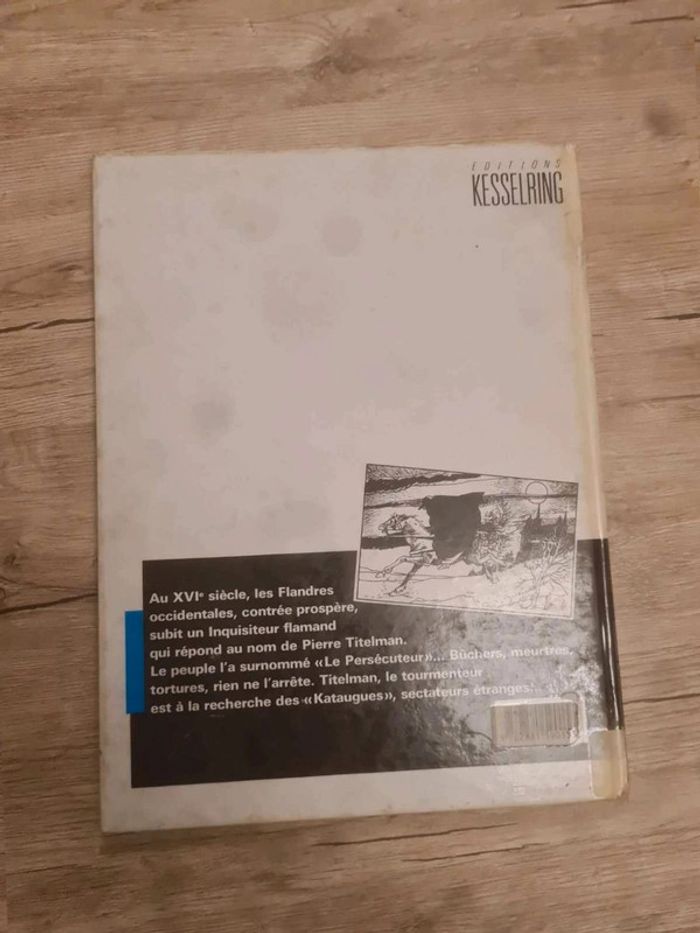 EDITIONS
KESSELRING
Au XVIe siècle, les Flandres
occidentales, contrée prospère,
subit un Inquisiteur flamand
qui répond au nom de Pierre Titelman.
Le peuple l'a surnommé «Le Persécuteur»... Bûchers, meurtres,
tortures, rien ne l'arrête. Titelman, le tourmenteur
est à la recherche des «Kataugues», sectateurs étranges...